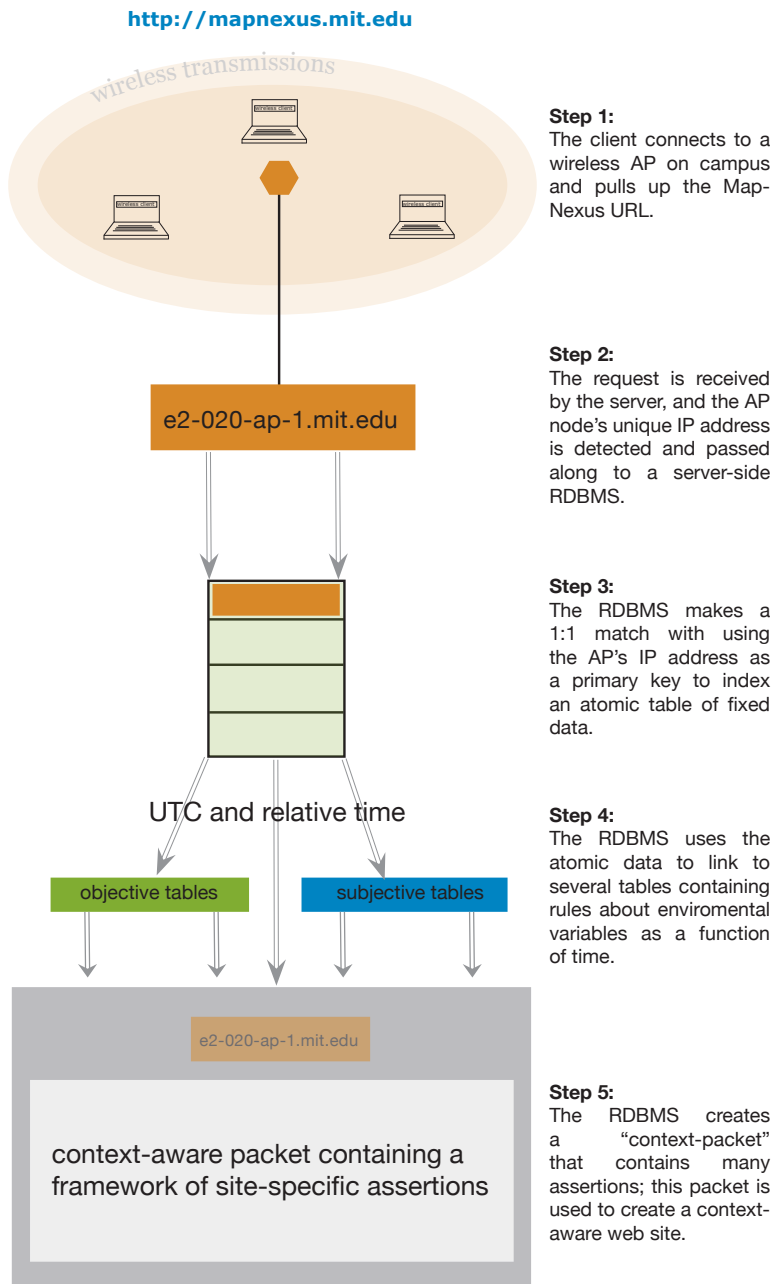 http://mapnexus.mit.edu
wireless transmissions
wireless client
wireless client
wireless client
Step 1:
The client connects to a
wireless AP on campus
and pulls up the Map-
Nexus URL.
Step 2:
The request is received
by the server, and the AP
node’s unique IP address
is detected and passed
along to a server-side
RDBMS.
e2-020-ap-1.mit.edu
Step 3:
The RDBMS makes a
1:1 match with using
the AP’s IP address as
a primary key to index
an atomic table of fixed
data.
UTC and relative time
objective tables
subjective tables
Step 4:
The RDBMS uses the
atomic data to link to
several tables containing
rules about enviromental
variables as a function
of time.
e2-020-ap-1.mit.edu
context-aware packet containing a
framework of site-specific assertions
Step 5:
The RDBMS creates
a “context-packet”
that contains many
assertions; this packet is
used to create a context-
aware web site.